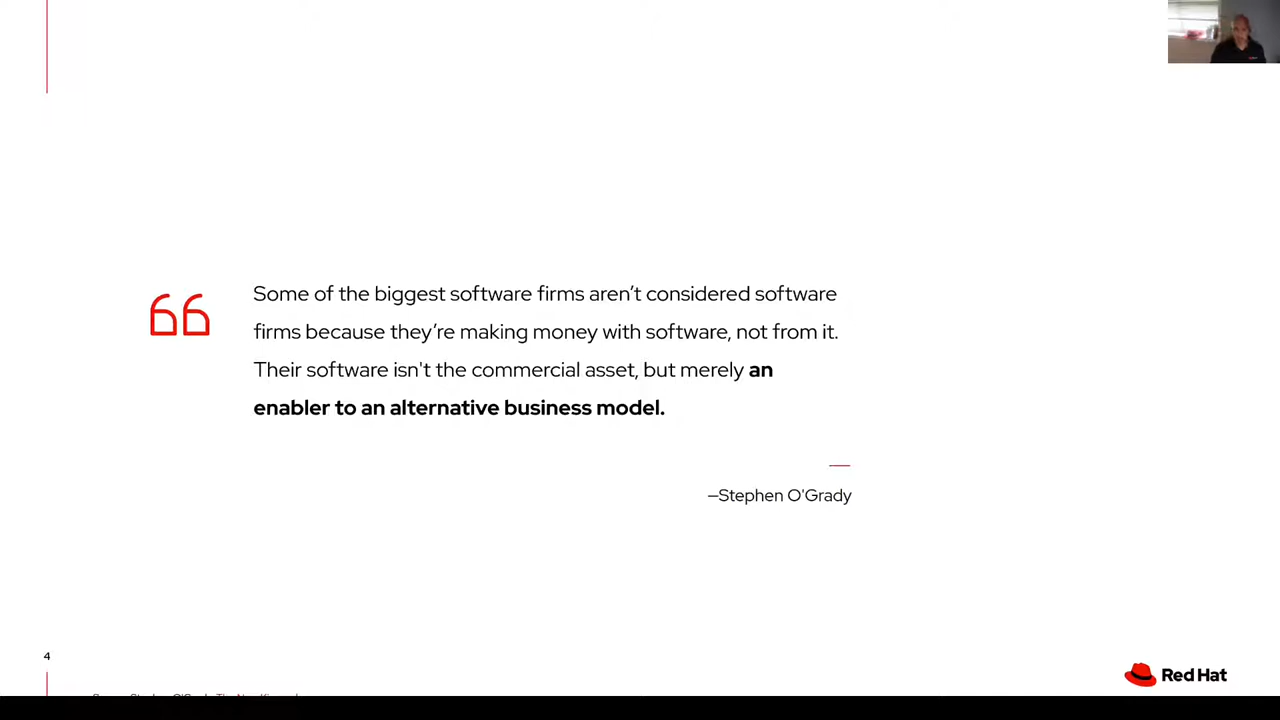 Some of the biggest software firms aren’t considered software
firms because they’re making money with software, not from it.
Their software isn't the commercial asset, but merely an
enabler to an alternative business model.
—Stephen O'Grady
4
Red Hat